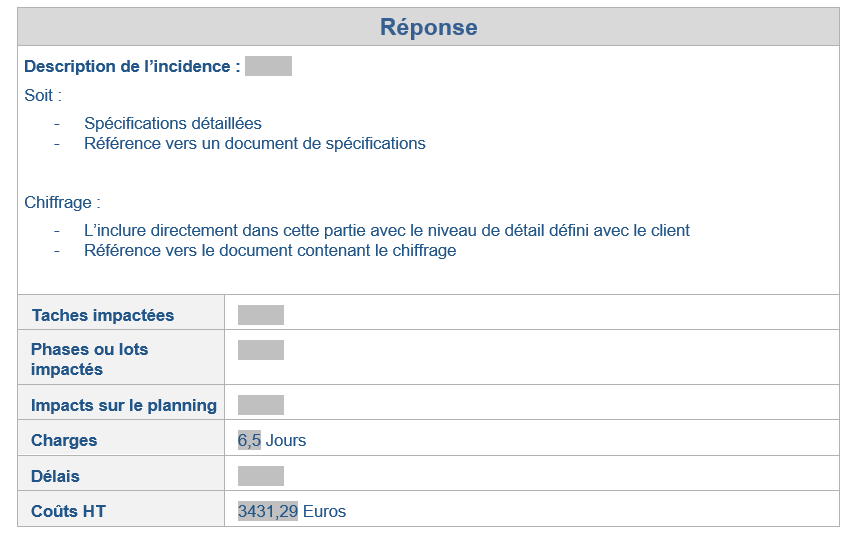 Réponse
Description de l’incidence :
Soit :
- Spécifications détaillées
- Référence vers un document de spécifications
Chiffrage :
- L’inclure directement dans cette partie avec le niveau de détail défini avec le client
- Référence vers le document contenant le chiffrage
Taches impactées
Phases ou lots
impactés
Impacts sur le planning
Charges 6,5 Jours
Délais
Coûts HT 3431,29 Euros